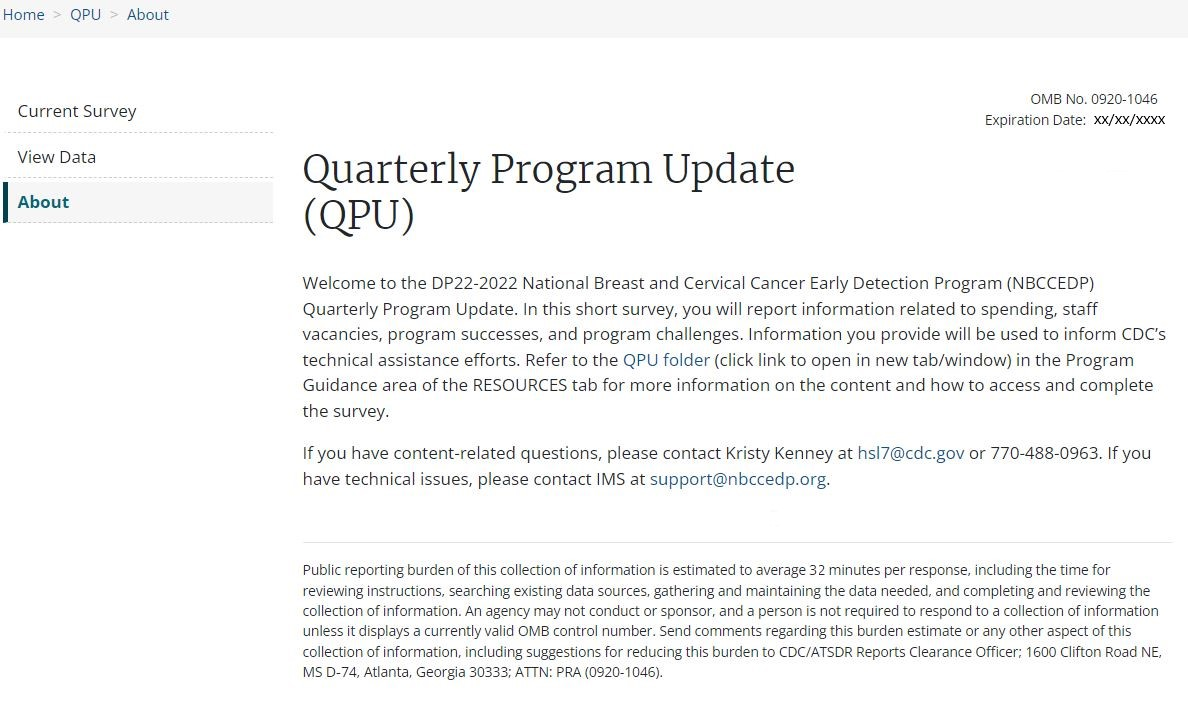 Home > QPU > About
Current Survey
View Data
About
OMB No. 0920-1046
Expiration Date: xx/xx/xxxx
Quarterly Program Update
(QPU)
Welcome to the DP22-2022 National Breast and Cervical Cancer Early Detection Program (NBCCEDP)
Quarterly Program Update. In this short survey, you will report information related to spending, staff
vacancies, program successes, and program challenges. Information you provide will be used to inform CDC’s
technical assistance efforts. Refer to the QPU folder (click link to open in new tab/window) in the Program
Guidance area of the RESOURCES tab for more information on the content and how to access and complete
the survey.
If you have content-related questions, please contact Kristy Kenney at hsl7@cdc.gov or 770-488-0963. If you
have technical issues, please contact IMS at support@nbccedp.org.
Public reporting burden of this collection of information is estimated to average 32 minutes per response, including the time for
reviewing instructions, searching existing data sources, gathering and maintaining the data needed, and completing and reviewing the
collection of information. An agency may not conduct or sponsor, and a person is not required to respond to a collection of information
unless it displays a currently valid OMB control number. Send comments regarding this burden estimate or any other aspect of this
collection of information, including suggestions for reducing this burden to CDC/ATSDR Reports Clearance Officer; 1600 Clifton Road NE,
MS D-74, Atlanta, Georgia 30333; ATTN: PRA (0920-1046).